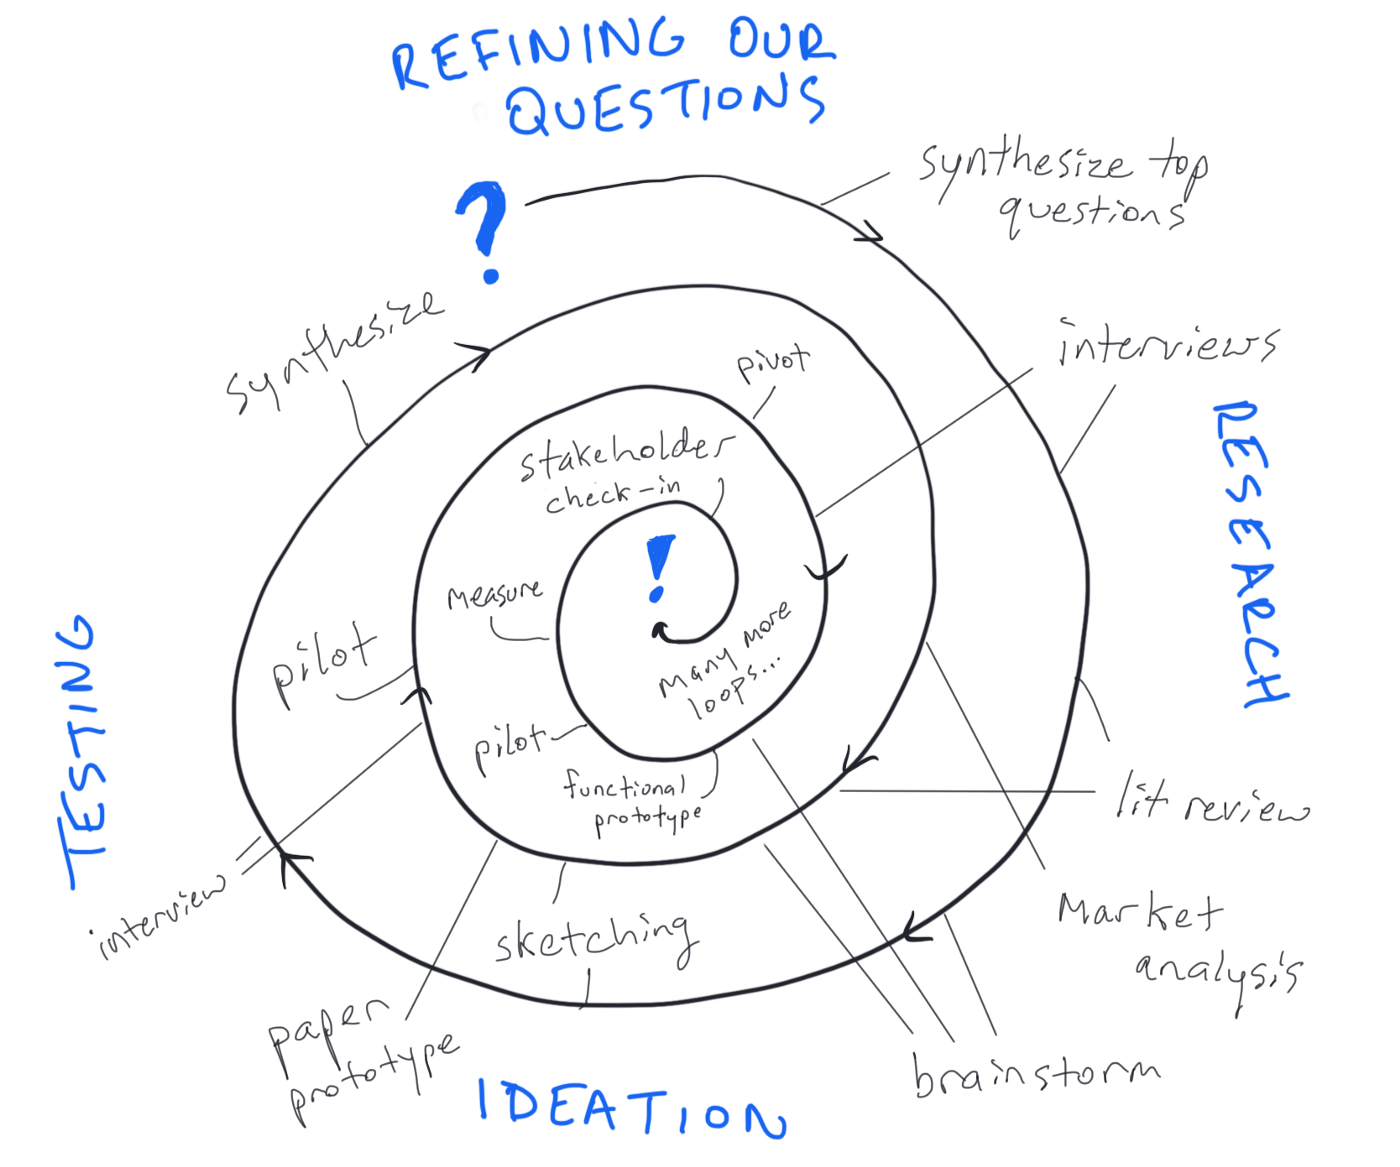 REFINING OUR
QUESTIONS
?
synthesize top
questions
synthesize
interviews
pivot
stakeholder
check-in
!
RESEARCH
measure
many more
loops...
TESTING
pilot
pilot
functional
prototype
lit review
interview
sketching
market
analysis
paper
prototype
brainstorm
IDEATION